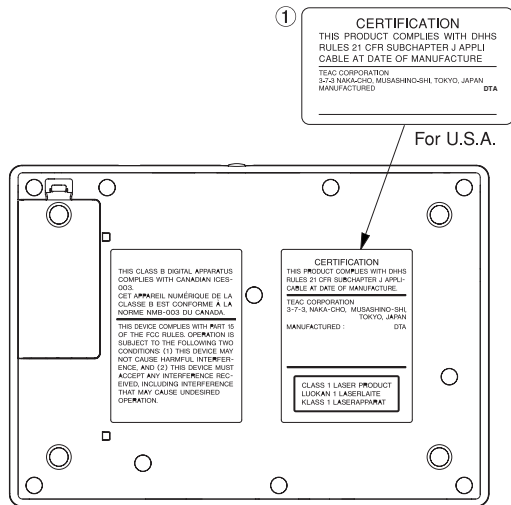 ①
CERTIFICATION
THIS PRODUCT COMPLIES WITH DHHS
RULES 21 CFR SUBCHAPTER J APPLI
CABLE AT DATE OF MANUFACTURE
TEAC CORPORATION
3-7-3 NAKA-CHO, MUSASHINO-SHI, TOKYO, JAPAN
MANUFACTURED DTA
For U.S.A.
THIS CLASS B DIGITAL APPARATUS
COMPLIES WITH CANADIAN ICES-
003.
CET APPAREIL NUMÉRIQUE DE LA
CLASSE B EST CONFORME À LA
NORME NMB-003 DU CANADA.
THIS DEVICE COMPLIES WITH PART 15
OF THE FCC RULES. OPERATION IS
SUBJECT TO THE FOLLOWING TWO
CONDITIONS: (1) THIS DEVICE MAY
NOT CAUSE HARMFUL INTERFER-
ENCE, AND (2) THIS DEVICE MUST
ACCEPT ANY INTERFERENCE REC-
EIVED, INCLUDING INTERFERENCE
THAT MAY CAUSE UNDESIRED
OPERATION.
CERTIFICATION
THIS PRODUCT COMPLIES WITH DHHS
RULES 21 CFR SUBCHAPTER J APPLI-
CABLE AT DATE OF MANUFACTURE.
TEAC CORPORATION
3-7-3, NAKA-CHO, MUSASHINO-SHI,
TOKYO, JAPAN
MANUFACTURED : DTA
CLASS 1 LASER PRODUCT
LUOKAN 1 LASERLAITE
KLASS 1 LASERAPPARAT